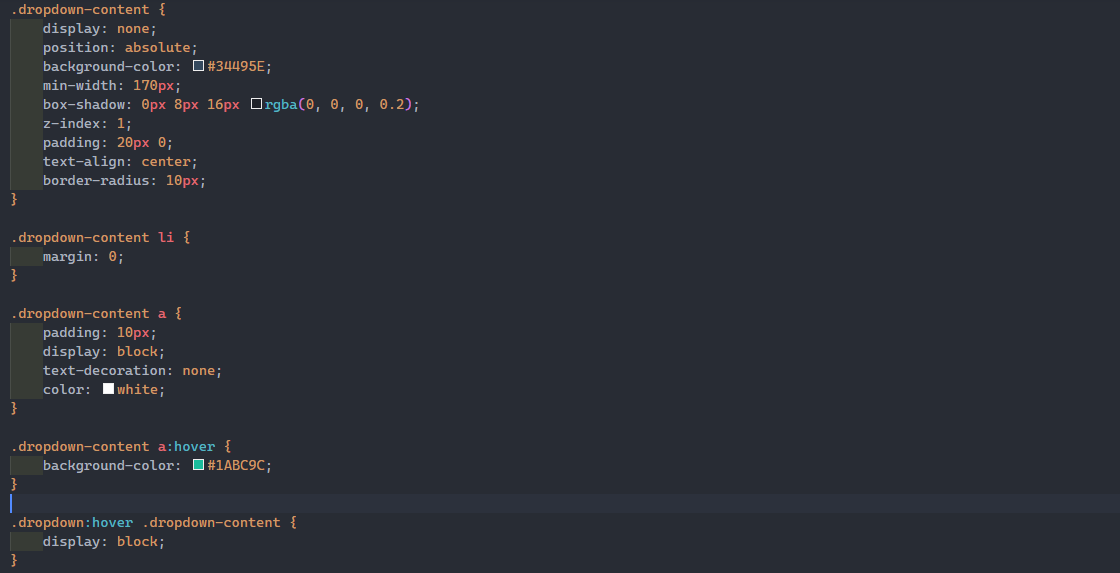 .dropdown-content {
    display: none;
    position: absolute;
    background-color: #34495E;
    min-width: 170px;
    box-shadow: 0px 8px 16px rgba(0, 0, 0, 0.2);
    z-index: 1;
    padding: 20px 0;
    text-align: center;
    border-radius: 10px;
}

.dropdown-content li {
    margin: 0;
}

.dropdown-content a {
    padding: 10px;
    display: block;
    text-decoration: none;
    color: white;
}

.dropdown-content a:hover {
    background-color: #1ABC9C;
}

.dropdown:hover .dropdown-content {
    display: block;
}